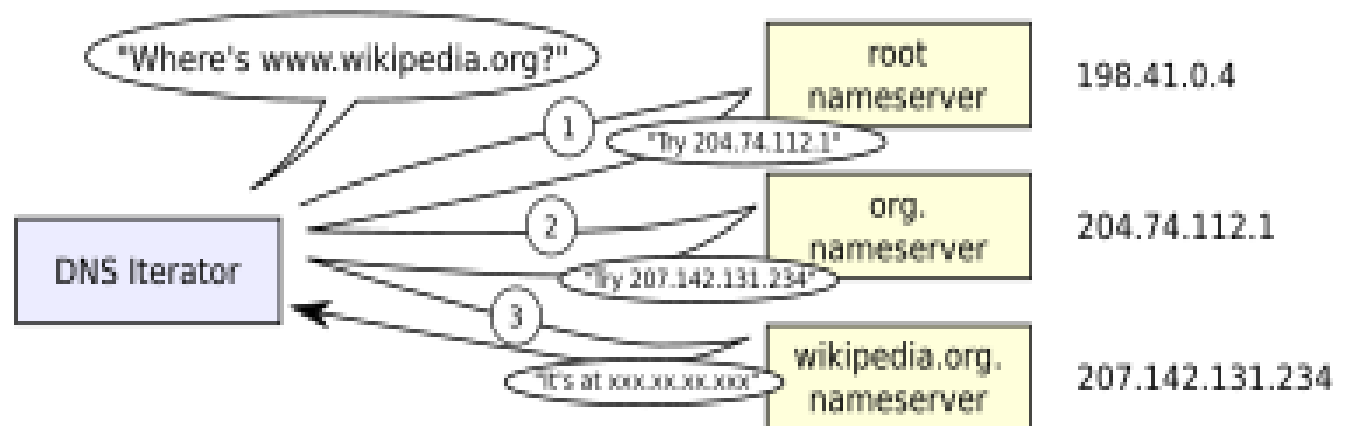 "Where's www.wikipedia.org?"
root
nameserver
198.41.0.4
1
"Try 204.74.112.1"
org.
nameserver
204.74.112.1
2
DNS Iterator
"Try 207.142.131.234"
3
wikipedia.org.
nameserver
207.142.131.234
"It's at xxx.xx.xx.xxx"